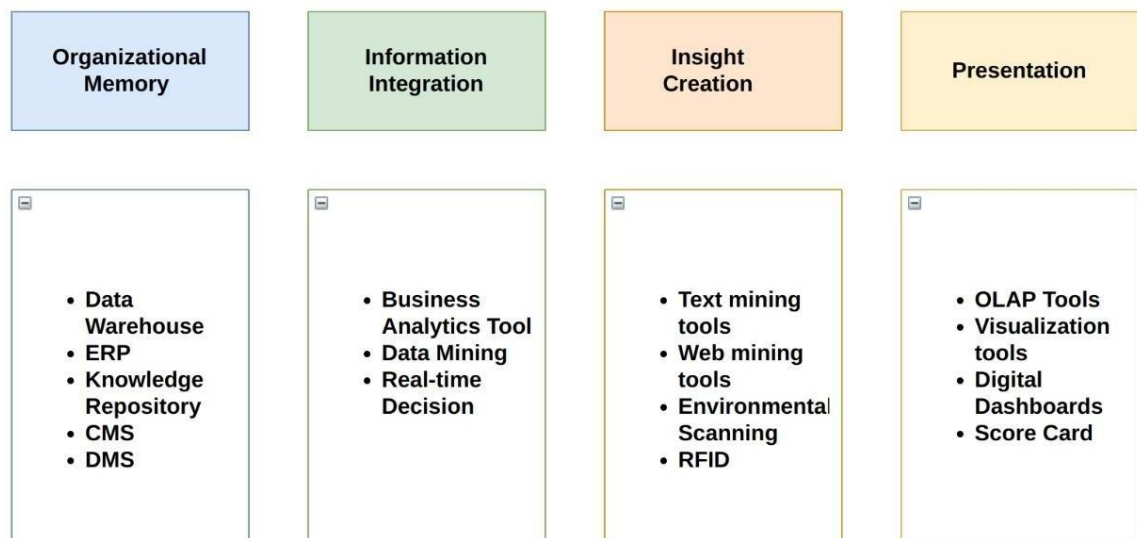 Organizational
Memory
Information
Integration
Insight
Creation
Presentation
• Data
Warehouse
• ERP
• Knowledge
Repository
• CMS
• DMS
• Business
Analytics Tool
• Data Mining
• Real-time
Decision
• Text mining
tools
• Web mining
tools
• Environmental
Scanning
• RFID
• OLAP Tools
• Visualization
tools
• Digital
Dashboards
• Score Card